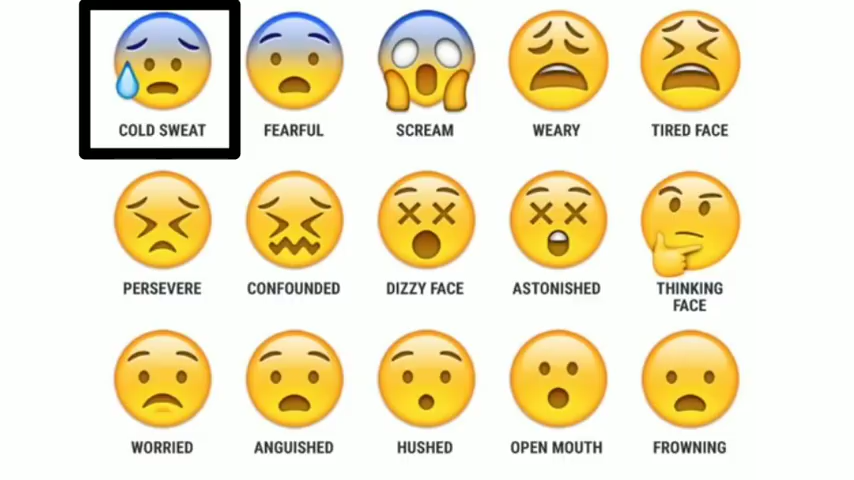 COLD SWEAT
FEARFUL
SCREAM
WEARY
TIRED FACE
PERSEVERE
CONFOUNDED
DIZZY FACE
ASTONISHED
THINKING
FACE
WORRIED
ANGUISHED
HUSHED
OPEN MOUTH
FROWNING